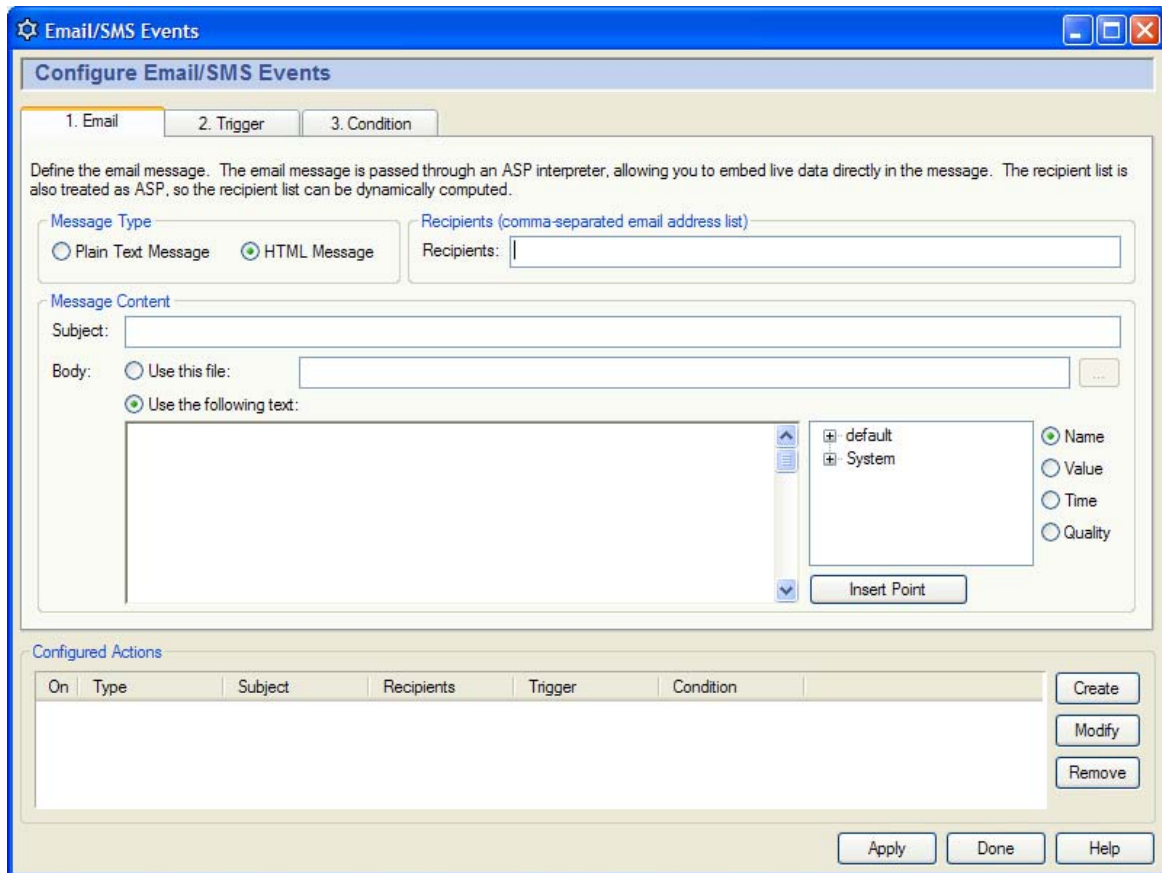 Email/SMS Events
Configure Email/SMS Events
1. Email 2. Trigger 3. Condition
Define the email message. The email message is passed through an ASP interpreter, allowing you to embed live data directly in the message. The recipient list is
also treated as ASP, so the recipient list can be dynamically computed.
Message Type
Plain Text Message HTML Message
Recipients (comma-separated email address list)
Recipients:
Message Content
Subject:
Body: Use this file: ...
Use the following text:
default
System
Name
Value
Time
Quality
Insert Point
Configured Actions
On Type Subject Recipients Trigger Condition
Create
Modify
Remove
Apply Done Help